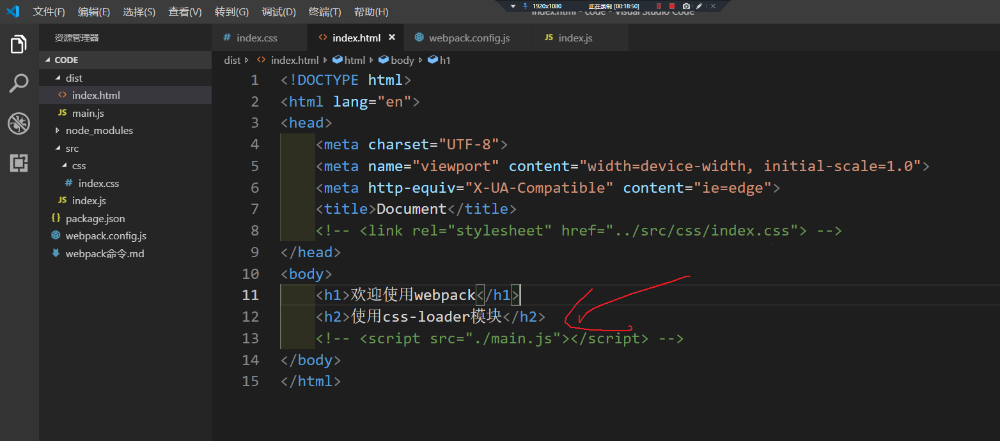 文件(F) 编辑(E) 选择(S) 查看(V) 转到(G) 调试(D) 终端(T) 帮助(H)
1920x1080 正在录制 [00:18:50]
index.html - code - Visual Studio Code
资源管理器
CODE
dist
index.html
JS main.js
node_modules
src
css
# index.css
JS index.js
{} package.json
webpack.config.js
webpack命令.md
# index.css <> index.html × webpack.config.js JS index.js
dist <> index.html html body h1
1 <!DOCTYPE html>
2 <html lang="en">
3 <head>
4 <meta charset="UTF-8">
5 <meta name="viewport" content="width=device-width, initial-scale=1.0">
6 <meta http-equiv="X-UA-Compatible" content="ie=edge">
7 <title>Document</title>
8 <!-- <link rel="stylesheet" href="../src/css/index.css"> -->
9 </head>
10 <body>
11 <h1>欢迎使用webpack</h1>
12 <h2>使用css-loader模块</h2>
13 <!-- <script src="./main.js"></script> -->
14 </body>
15 </html>